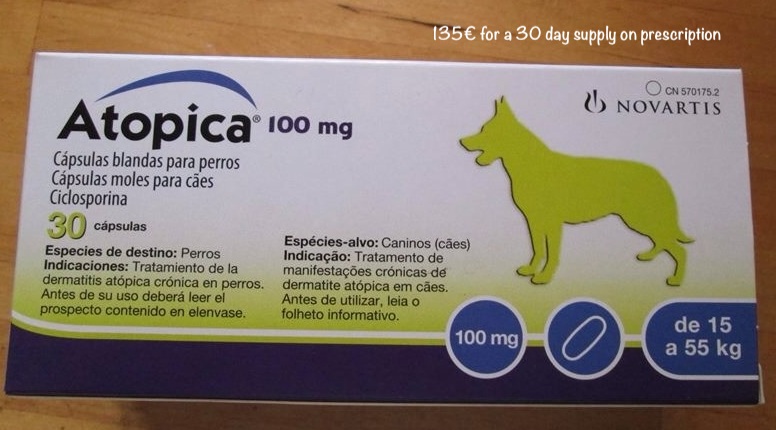 135€ for a 30 day supply on prescription
CN 570175.2
NOVARTIS
Atopica® 100 mg
Cápsulas blandas para perros
Cápsulas moles para cães
Ciclosporina
30 cápsulas
Especies de destino: Perros
Indicaciones: Tratamiento de la
dermatitis atópica crónica en perros.
Antes de su uso deberá leer el
prospecto contenido en elenvase.
Espécies-alvo: Caninos (cães)
Indicação: Tratamento de
manifestações crónicas de
dermatite atópica em cães.
Antes de utilizar, leia o
folheto informativo.
100 mg
de 15
a 55 kg